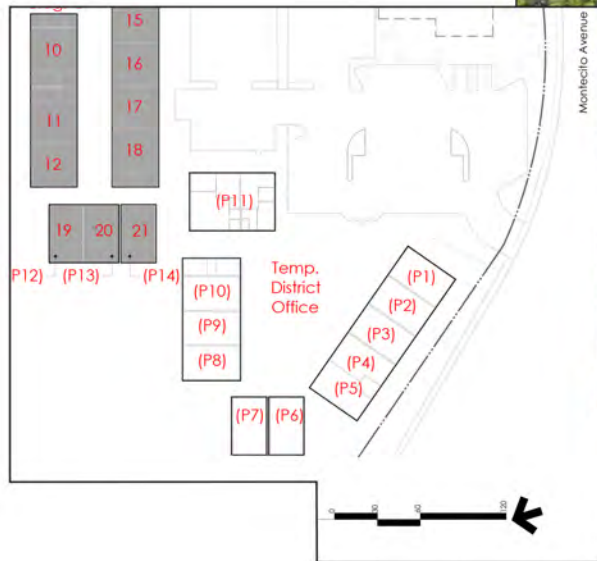 15
10
16
11
17
12
18
(P11)
19
20
21
(P12)
(P13)
(P14)
Temp.
District
Office
(P10)
(P9)
(P8)
(P1)
(P2)
(P3)
(P4)
(P5)
(P7)
(P6)
Montecito Avenue
0
30
60
120